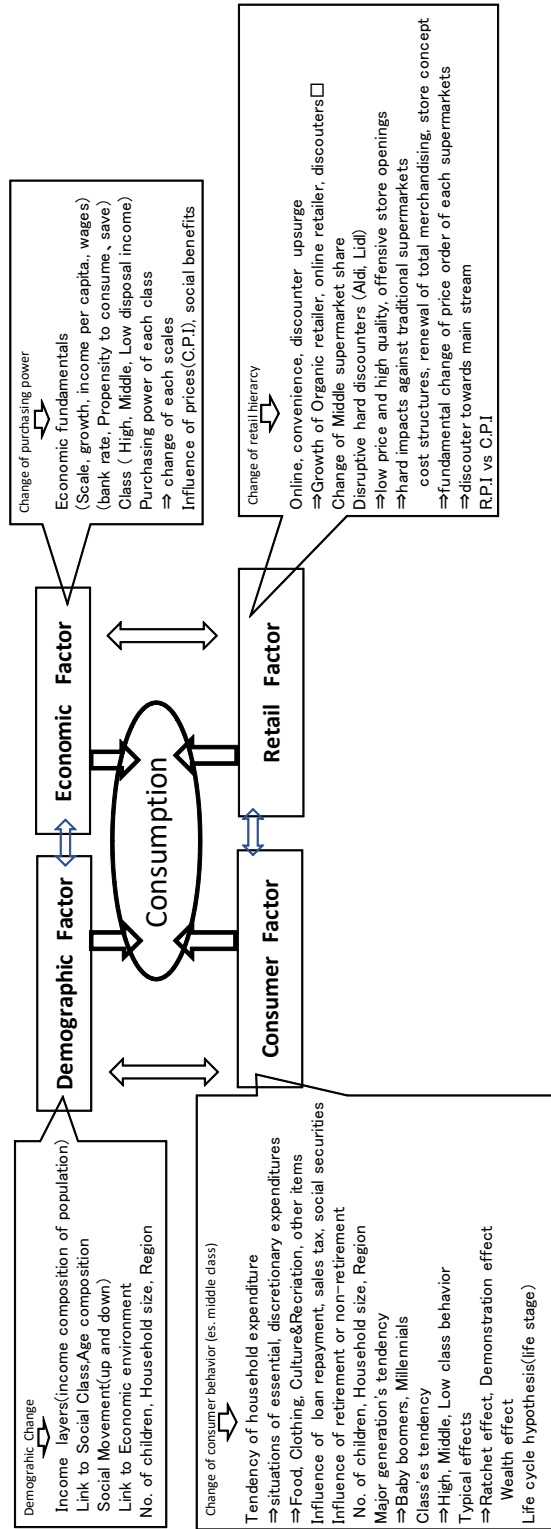 Demograhic Change
Income layers(income composition of population)
Link to Social Class,Age composition
Social Movement(up and down)
Link to Economic environment
No. of children, Household size, Region
Change of purchasing power
Economic fundamentals
(Scale, growth, income per capita., wages)
(bank rate, Propensity to consume、save)
Class ( High, Middle, Low disposal income)
Purchasing power of each class
⇒ change of each scales
Influence of prices(C.P.I), social benefits
Demographic Factor
Economic Factor
Consumption
Consumer Factor
Retail Factor
Change of consumer behavior (es. middle class)
Tendency of household expenditure
⇒situations of essential, discretionary expenditures
⇒Food, Clothing, Culture&Recriation, other items
Influence of loan repayment, sales tax, social securities
Influence of retirement or non-retirement
No. of children, Household size, Region
Major generation's tendency
⇒Baby boomers, Millennials
Class'es tendency
⇒High, Middle, Low class behavior
Typical effects
⇒Ratchet effect, Demonstration effect
Wealth effect
Life cycle hypothesis(life stage)
Change of retail hierarcy
Online, convenience, discounter upsurge
⇒Growth of Organic retailer, online retailer, discouters□
Change of Middle supermarket share
Disruptive hard discounters (Aldi, Lidl)
⇒low price and high quality, offensive store openings
⇒hard impacts against traditional supermarkets
cost structures, renewal of total merchandising, store concept
⇒fundamental change of price order of each supermarkets
⇒discouter towards main stream
R.P.I vs C.P.I